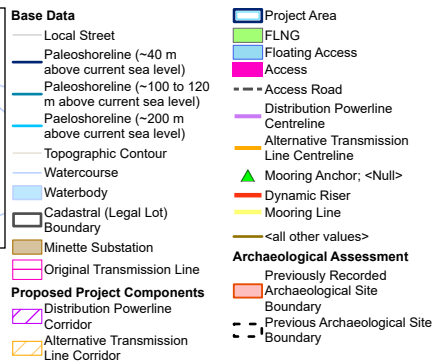 Base Data
Local Street
Paleoshoreline (~40 m
above current sea level)
Paleoshoreline (~100 to 120
m above current sea level)
Paeloshoreline (~200 m
above current sea level)
Topographic Contour
Watercourse
Waterbody
Cadastral (Legal Lot)
Boundary
Minette Substation
Original Transmission Line
Proposed Project Components
Distribution Powerline
Corridor
Alternative Transmission
Line Corridor
Project Area
FLNG
Floating Access
Access
Access Road
Distribution Powerline
Centreline
Alternative Transmission
Line Centreline
Mooring Anchor; <Null>
Dynamic Riser
Mooring Line
<all other values>
Archaeological Assessment
Previously Recorded
Archaeological Site
Boundary
Previous Archaeological Site
Boundary